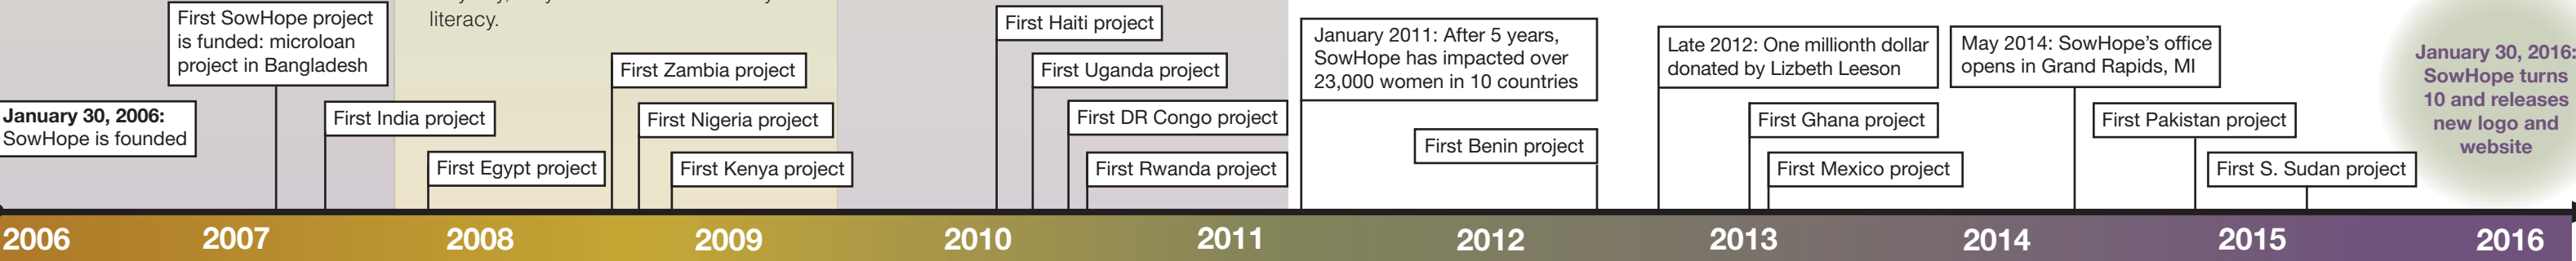 literacy.
January 30, 2006:
SowHope is founded
First SowHope project
is funded: microloan
project in Bangladesh
First India project
First Egypt project
First Zambia project
First Nigeria project
First Kenya project
First Haiti project
First Uganda project
First DR Congo project
First Rwanda project
January 2011: After 5 years,
SowHope has impacted over
23,000 women in 10 countries
First Benin project
Late 2012: One millionth dollar
donated by Lizbeth Leeson
First Ghana project
First Mexico project
May 2014: SowHope's office
opens in Grand Rapids, MI
First Pakistan project
First S. Sudan project
January 30, 2016:
SowHope turns
10 and releases
new logo and
website
2006 2007 2008 2009 2010 2011 2012 2013 2014 2015 2016